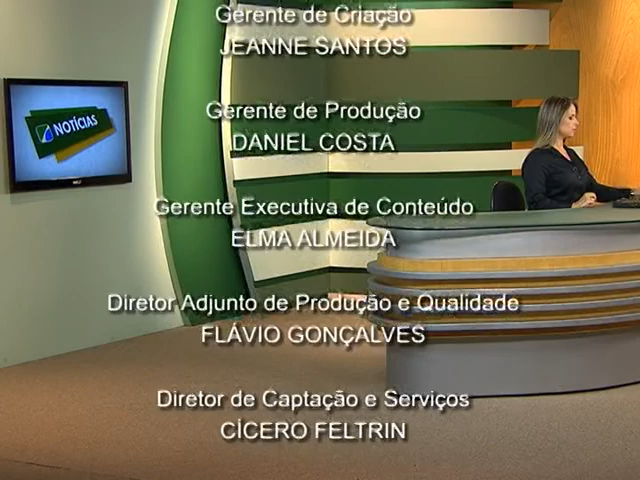 Gerente de Criação
JEANNE SANTOS
Gerente de Produção
DANIEL COSTA
NOTÍCIAS
Gerente Executiva de Conteúdo
ELMA ALMEIDA
Diretor Adjunto de Produção e Qualidade
FLÁVIO GONÇALVES
Diretor de Captação e Serviços
CÍCERO FELTRIN